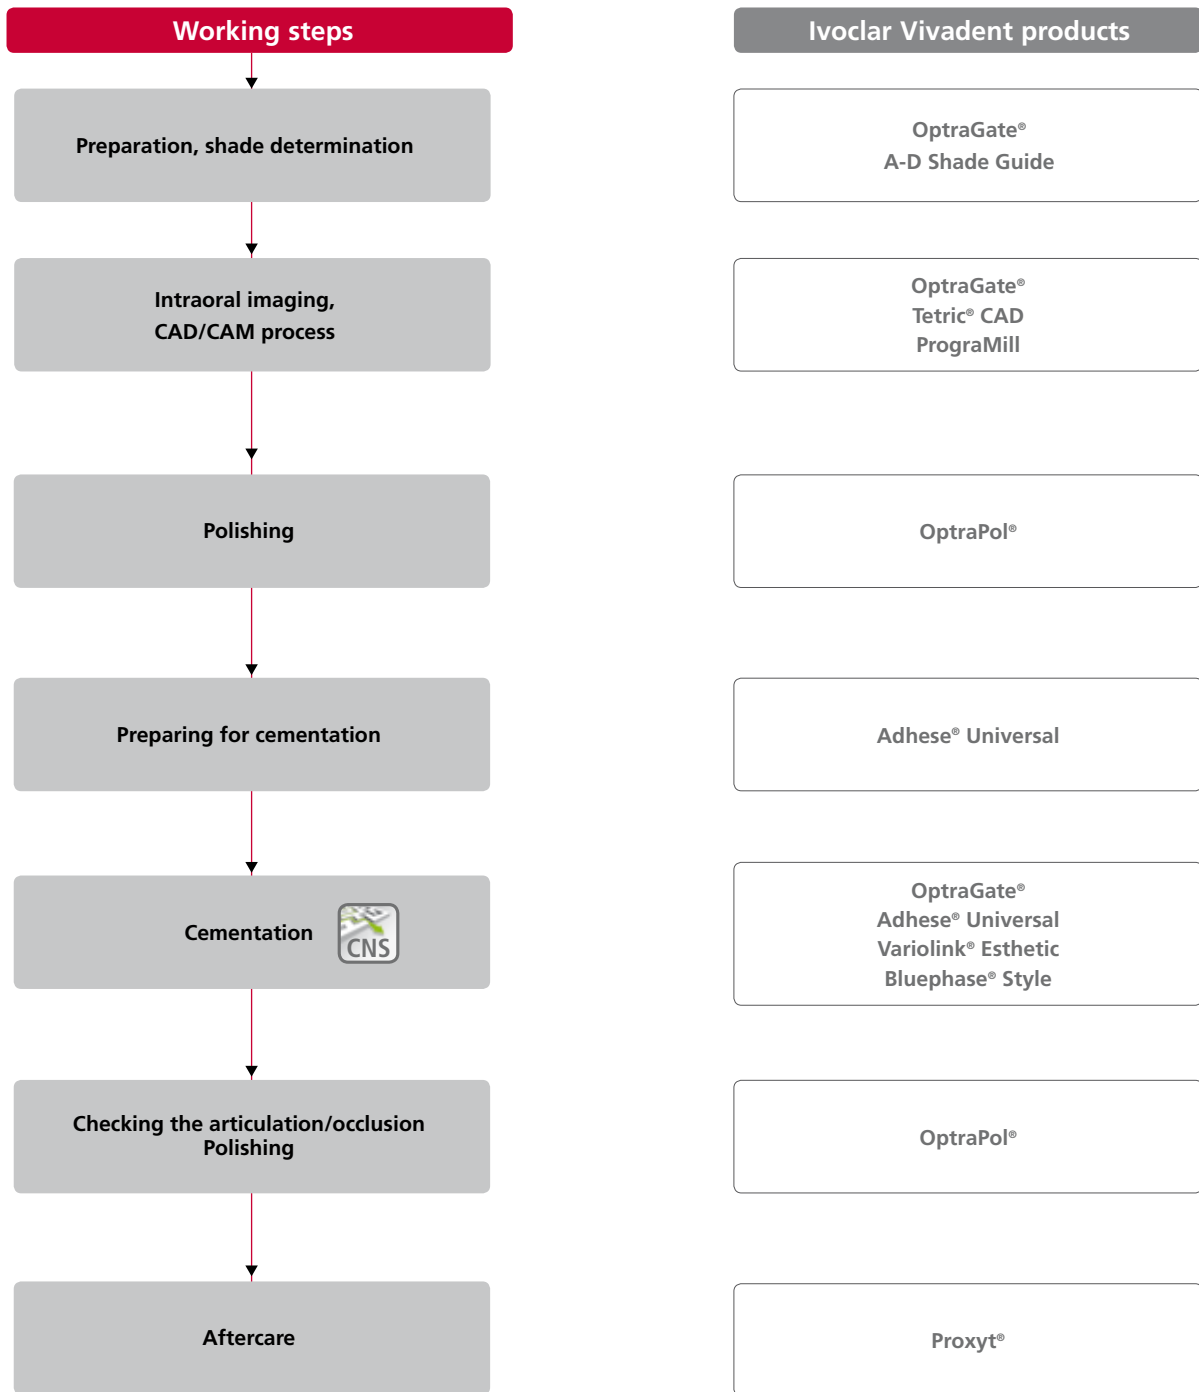 Working steps
Ivoclar Vivadent products
Preparation, shade determination
OptraGate®
A-D Shade Guide
Intraoral imaging,
CAD/CAM process
OptraGate®
Tetric® CAD
PrograMill
Polishing
OptraPol®
Preparing for cementation
Adhese® Universal
Cementation
CNS
OptraGate®
Adhese® Universal
Variolink® Esthetic
Bluephase® Style
Checking the articulation/occlusion
Polishing
OptraPol®
Aftercare
Proxyt®